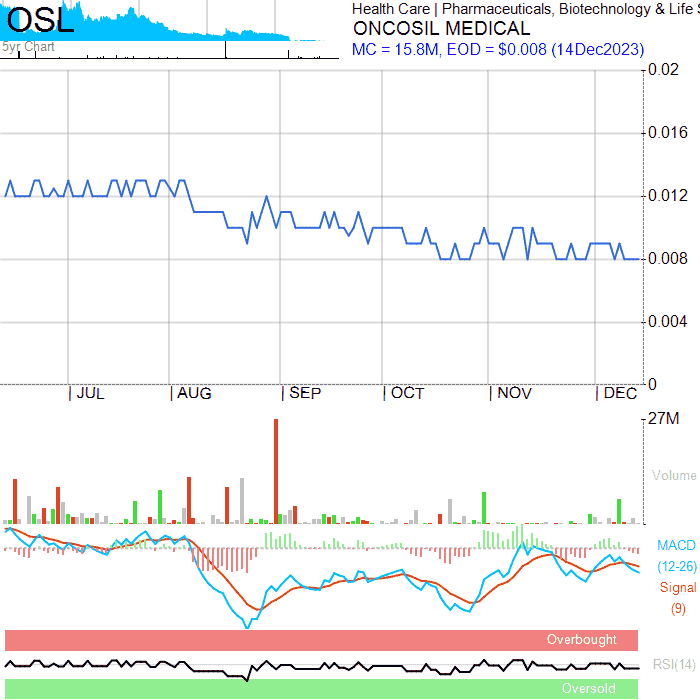 OSL
5yr Chart
Health Care | Pharmaceuticals, Biotechnology & Life S
ONCOSIL MEDICAL
MC = 15.8M, EOD = $0.008 (14Dec2023)
0.02
0.016
0.012
0.008
0.004
0
JUL AUG SEP OCT NOV DEC
27M
Volume
MACD
(12-26)
Signal
(9)
Overbought
RSI(14)
Oversold